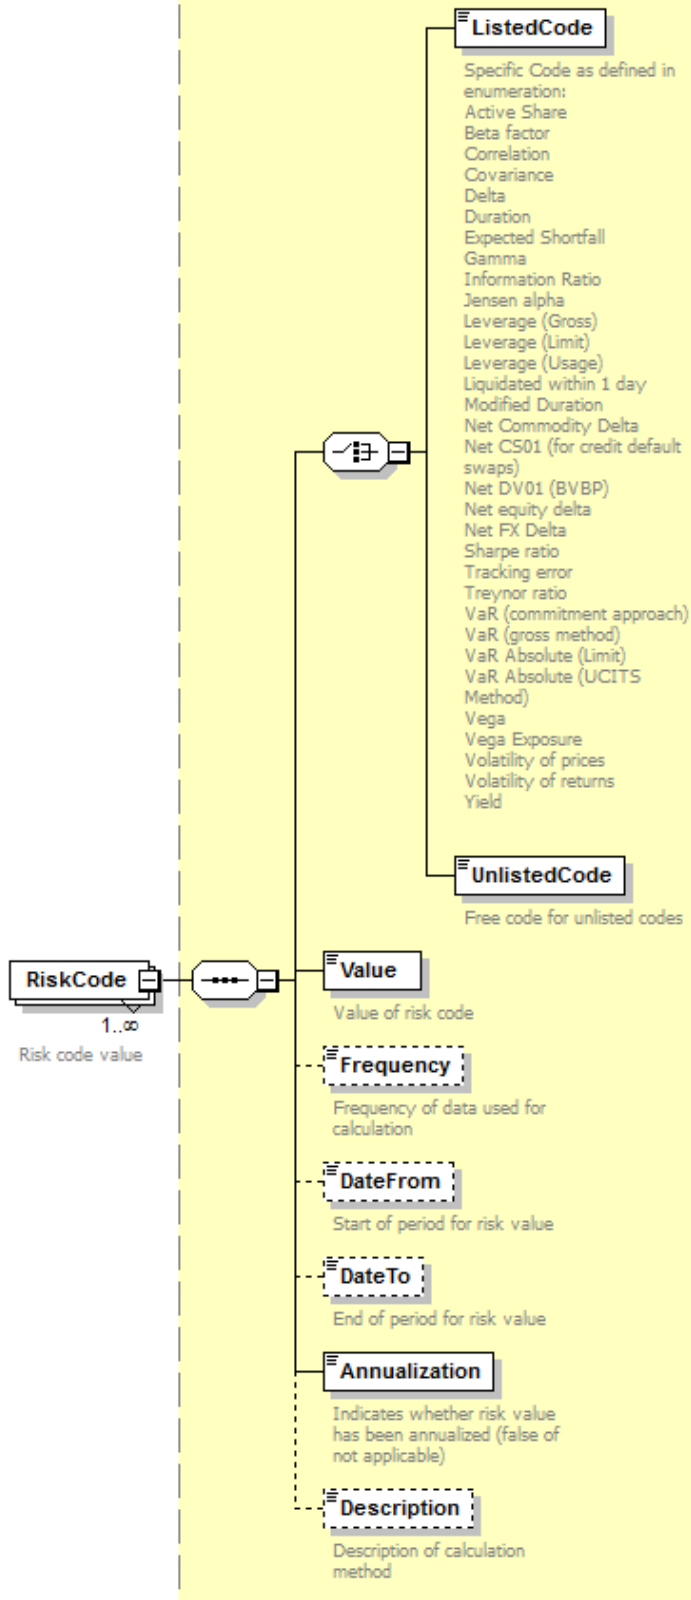 ListedCode
Specific Code as defined in
enumeration:
Active Share
Beta factor
Correlation
Covariance
Delta
Duration
Expected Shortfall
Gamma
Information Ratio
Jensen alpha
Leverage (Gross)
Leverage (Limit)
Leverage (Usage)
Liquidated within 1 day
Modified Duration
Net Commodity Delta
Net CS01 (for credit default
swaps)
Net DV01 (BVBP)
Net equity delta
Net FX Delta
Sharpe ratio
Tracking error
Treynor ratio
VaR (commitment approach)
VaR (gross method)
VaR Absolute (Limit)
VaR Absolute (UCITS
Method)
Vega
Vega Exposure
Volatility of prices
Volatility of returns
Yield
UnlistedCode
Free code for unlisted codes
RiskCode
1..∞
Risk code value
Value
Value of risk code
Frequency
Frequency of data used for
calculation
DateFrom
Start of period for risk value
DateTo
End of period for risk value
Annualization
Indicates whether risk value
has been annualized (false of
not applicable)
Description
Description of calculation
method